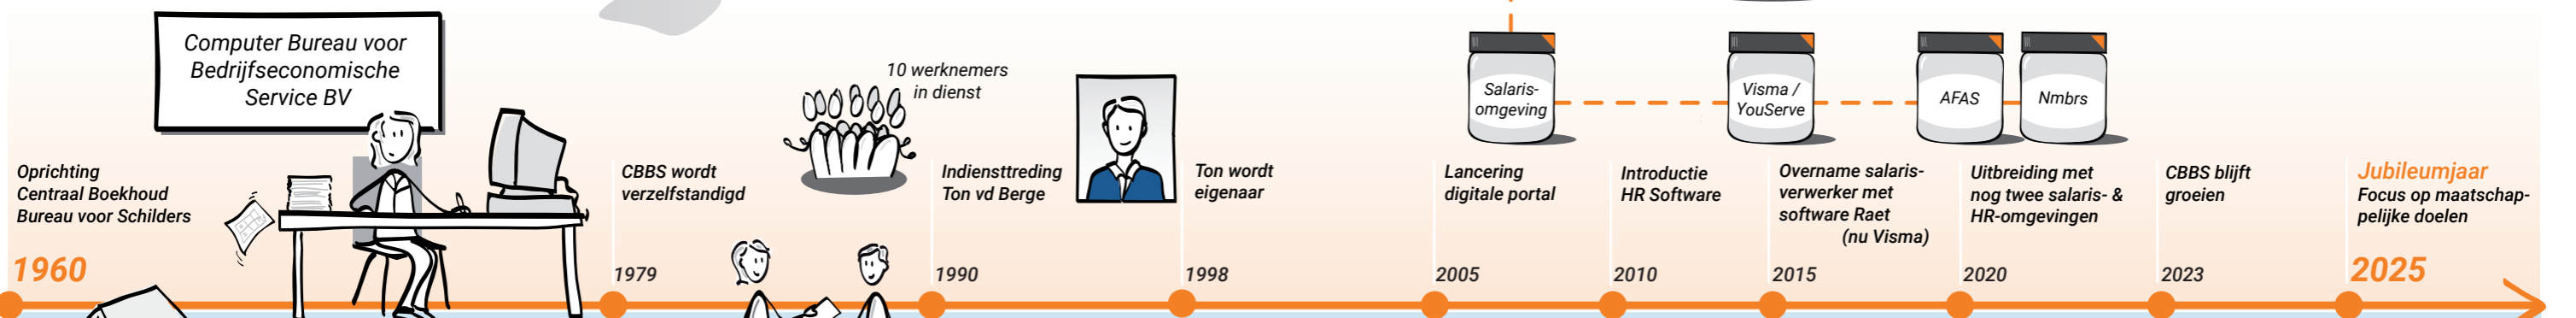 Computer Bureau voor
Bedrijfseconomische
Service BV
Oprichting
Centraal Boekhoud
Bureau voor Schilders
1960
CBBS wordt
verzelfstandigd
1979
10 werknemers
in dienst
Indiensttreding
Ton vd Berge
1990
Ton wordt
eigenaar
1998
Salaris-
omgeving
Lancering
digitale portal
2005
Introductie
HR Software
2010
Visma /
YouServe
Overname salaris-
verwerker met
software Raet
(nu Visma)
2015
AFAS
Nmbrs
Uitbreiding met
nog twee salaris- &
HR-omgevingen
2020
CBBS blijft
groeien
2023
Jubileumjaar
Focus op maatschap-
pelijke doelen
2025